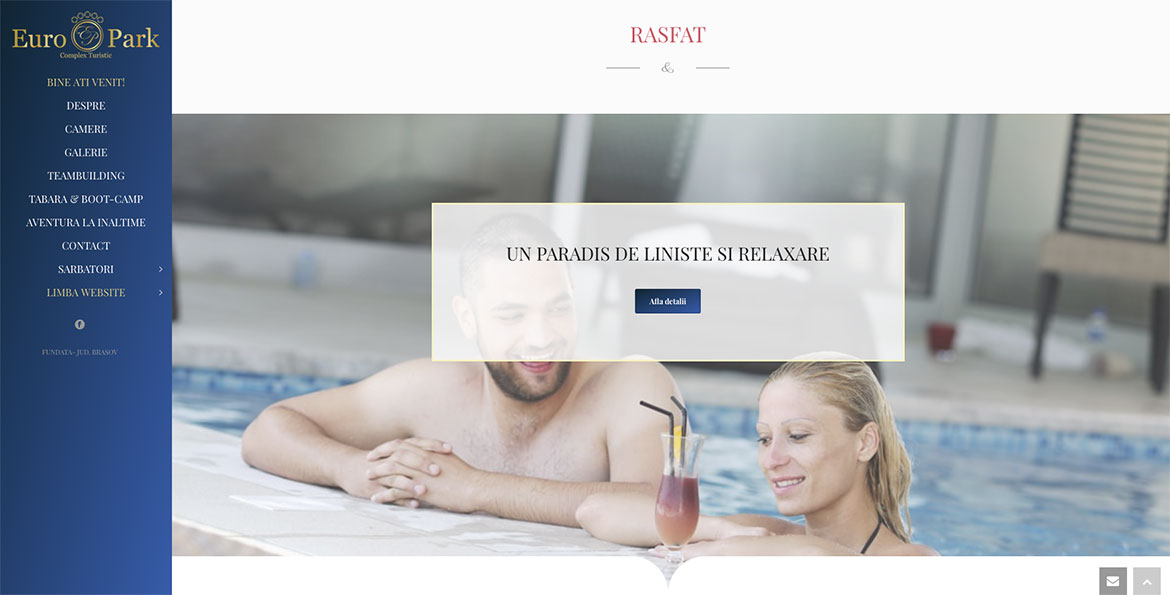 Euro EP Park
Complex Turistic
BINE ATI VENIT!
DESPRE
CAMERE
GALERIE
TEAMBUILDING
TABARA & BOOT-CAMP
AVENTURA LA INALTIME
CONTACT
SARBATORI
LIMBA WEBSITE
FUNDATA- JUD. BRASOV
RASFAT
&
UN PARADIS DE LINISTE SI RELAXARE
Afla detalii